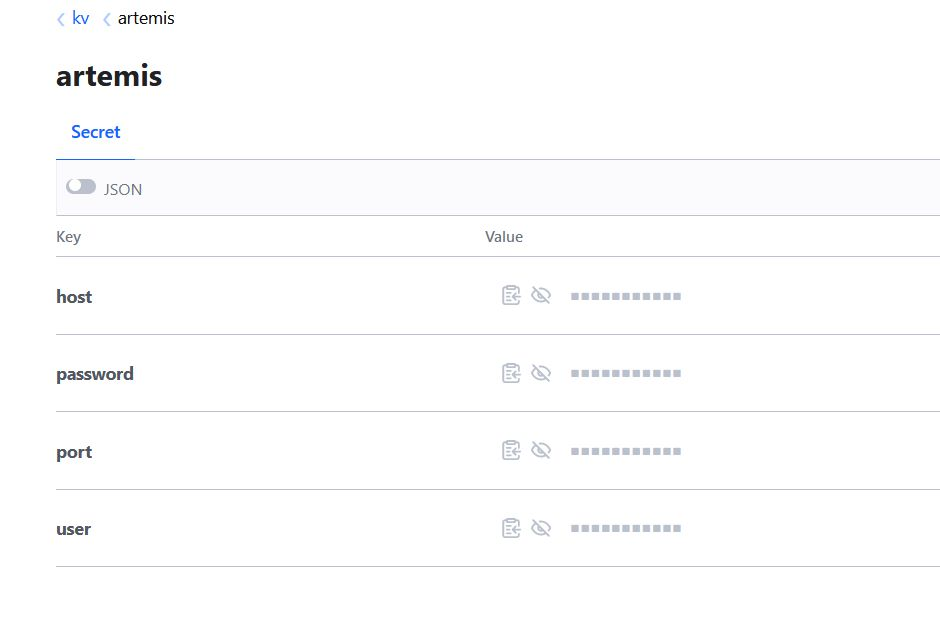 kv artemis
artemis
Secret
JSON
Key Value
host
password
port
user